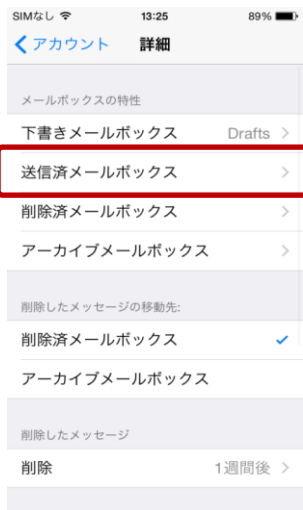 SIMなし 13:25 89%
アカウント 詳細
メールボックスの特性
下書きメールボックス Drafts
送信済メールボックス
削除済メールボックス
アーカイブメールボックス
削除したメッセージの移動先:
削除済メールボックス
アーカイブメールボックス
削除したメッセージ
削除 1週間後